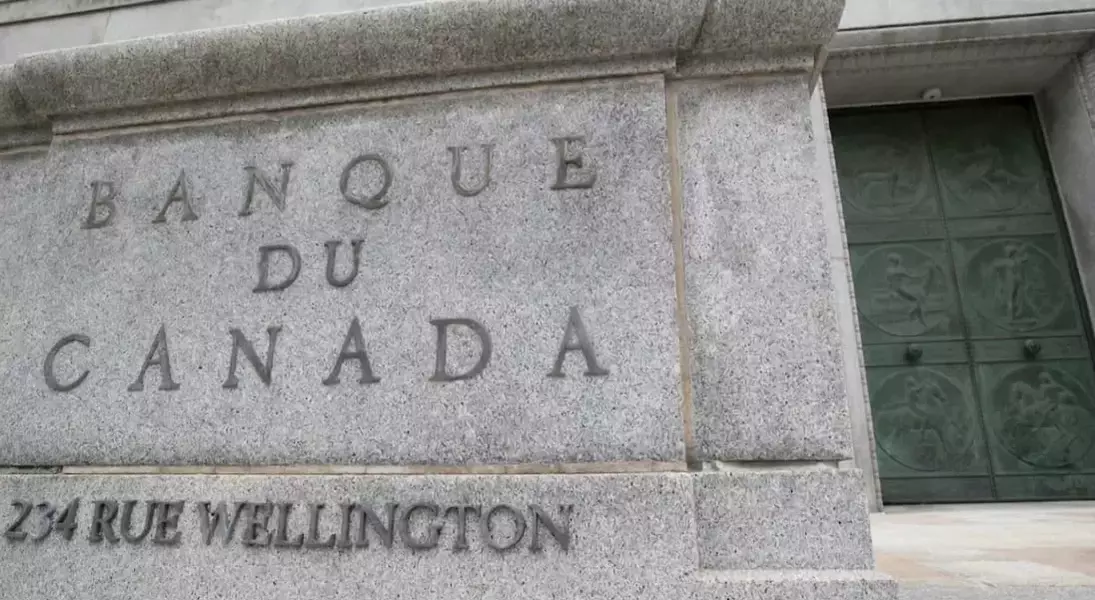 BANQUE
DU
CANADA
234 RUE WELLINGTON